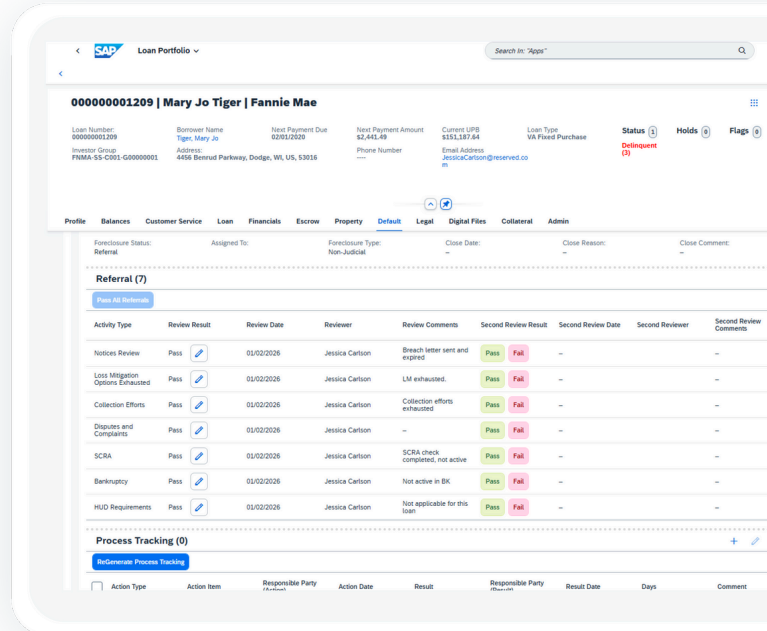 SAP Loan Portfolio Search In: "Apps"
000000001209 | Mary Jo Tiger | Fannie Mae
Loan Number: Borrower Name Next Payment Due Next Payment Amount Current UPB Loan Type Status 1 Holds 0 Flags 0
000000001209 Tiger, Mary Jo 02/01/2020 $2,441.49 $151,187.64 VA Fixed Purchase
Investor Group Address: Phone Number Email Address Delinquent
FNMA-SS-C001-G00000001 4456 Benrud Parkway, Dodge, WI, US, 53016 ---- JessicaCarlson@reserved.co (3)
m
Profile Balances Customer Service Loan Financials Escrow Property Default Legal Digital Files Collateral Admin
Foreclosure Status: Assigned To: Foreclosure Type: Close Date: Close Reason: Close Comment:
Referral Non-Judicial – – –
Referral (7)
Pass All Referrals
Activity Type Review Result Review Date Reviewer Review Comments Second Review Result Second Review Date Second Reviewer Second Review
Comments
Notices Review Pass 01/02/2026 Jessica Carlson Breach letter sent and Pass Fail – –
expired
Loss Mitigation Pass 01/02/2026 Jessica Carlson LM exhausted. Pass Fail – –
Options Exhausted
Collection Efforts Pass 01/02/2026 Jessica Carlson Collection efforts Pass Fail – –
exhausted
Disputes and Pass 01/02/2026 Jessica Carlson – Pass Fail – –
Complaints
SCRA Pass 01/02/2026 Jessica Carlson SCRA check Pass Fail – –
completed, not active
Bankruptcy Pass 01/02/2026 Jessica Carlson Not active in BK Pass Fail – –
HUD Requirements Pass 01/02/2026 Jessica Carlson Not applicable for this Pass Fail – –
loan
Process Tracking (0)
ReGenerate Process Tracking
Action Type Action Item Responsible Party Action Date Result Responsible Party Result Date Days Comment
(Action) (Result)